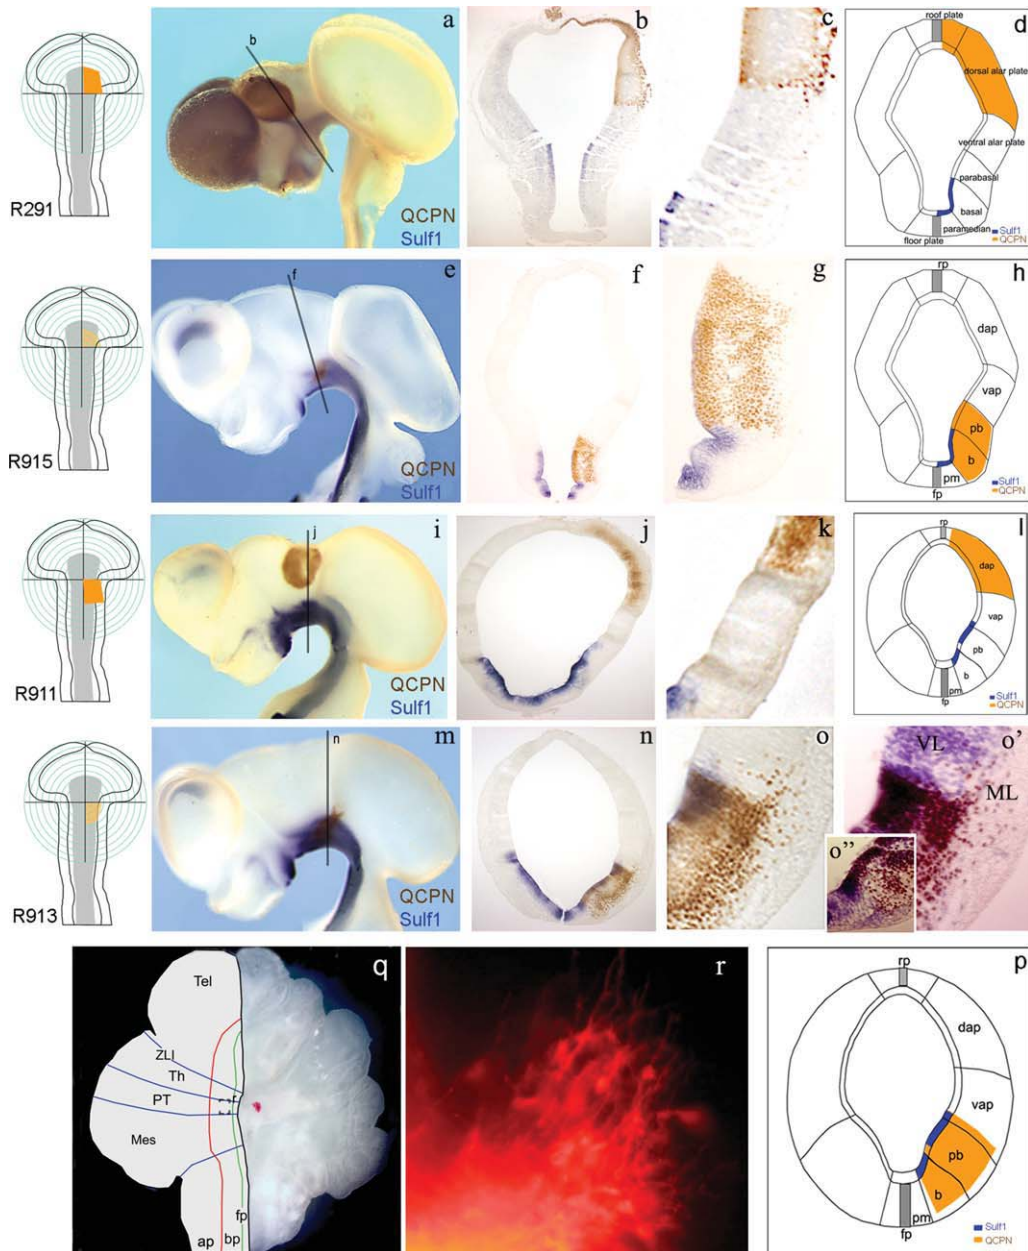 a
b
b
c
d
roof plate
dorsal alar plate
ventral alar plate
parabasal
basal
paramedian
floor plate
Sulf1
QCPN
R291
QCPN
Sulf1
e
f
f
g
h
rp
dap
vap
pb
b
pm
fp
Sulf1
QCPN
R915
QCPN
Sulf1
i
j
j
k
l
rp
dap
vap
pb
b
pm
fp
Sulf1
QCPN
R911
QCPN
Sulf1
m
n
n
o
o’
VL
ML
o’’
R913
QCPN
Sulf1
q
Tel
ZLI
Th
PT
Mes
r
fp
ap
bp
r
p
rp
dap
vap
pb
b
pm
fp
Sulf1
QCPN